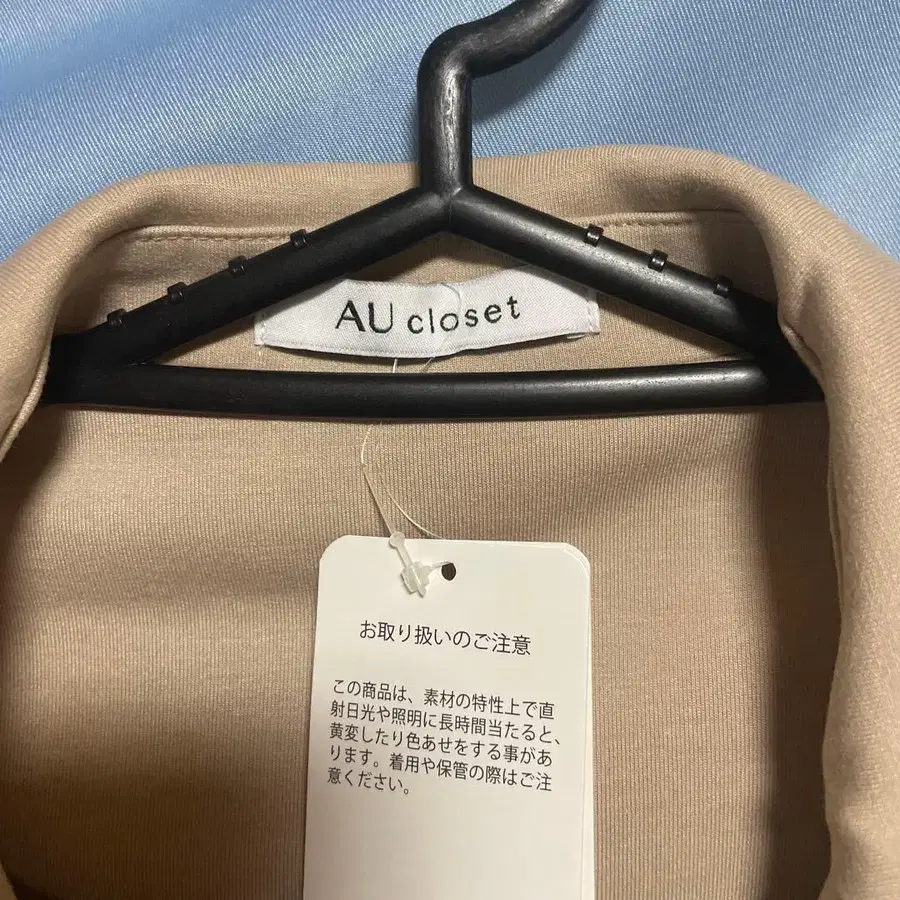 AU closet
お取り扱いのご注意
この商品は、素材の特性上で直
射日光や照明に長時間当たると、
黄変したり色あせをする事があ
ります。着用や保管の際はご注
意ください。